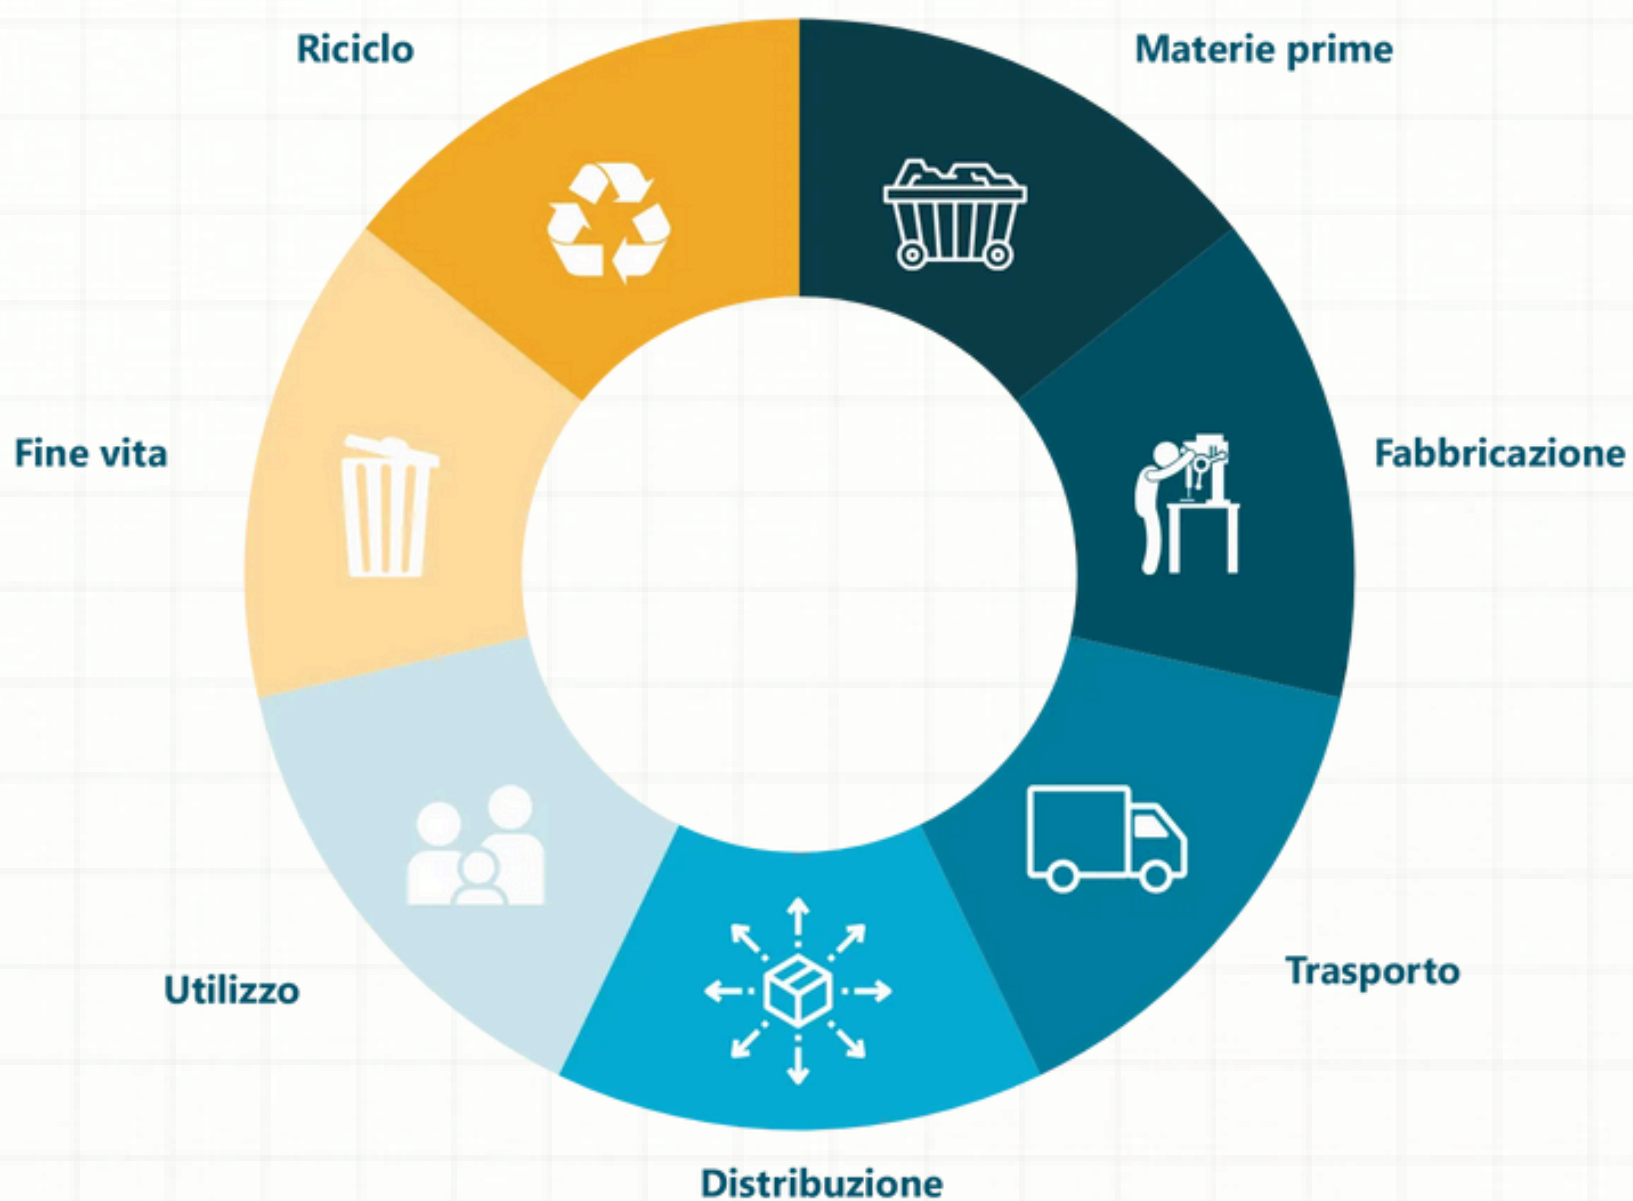 Riciclo
Materie prime
Fine vita
Fabbricazione
Utilizzo
Trasporto
Distribuzione